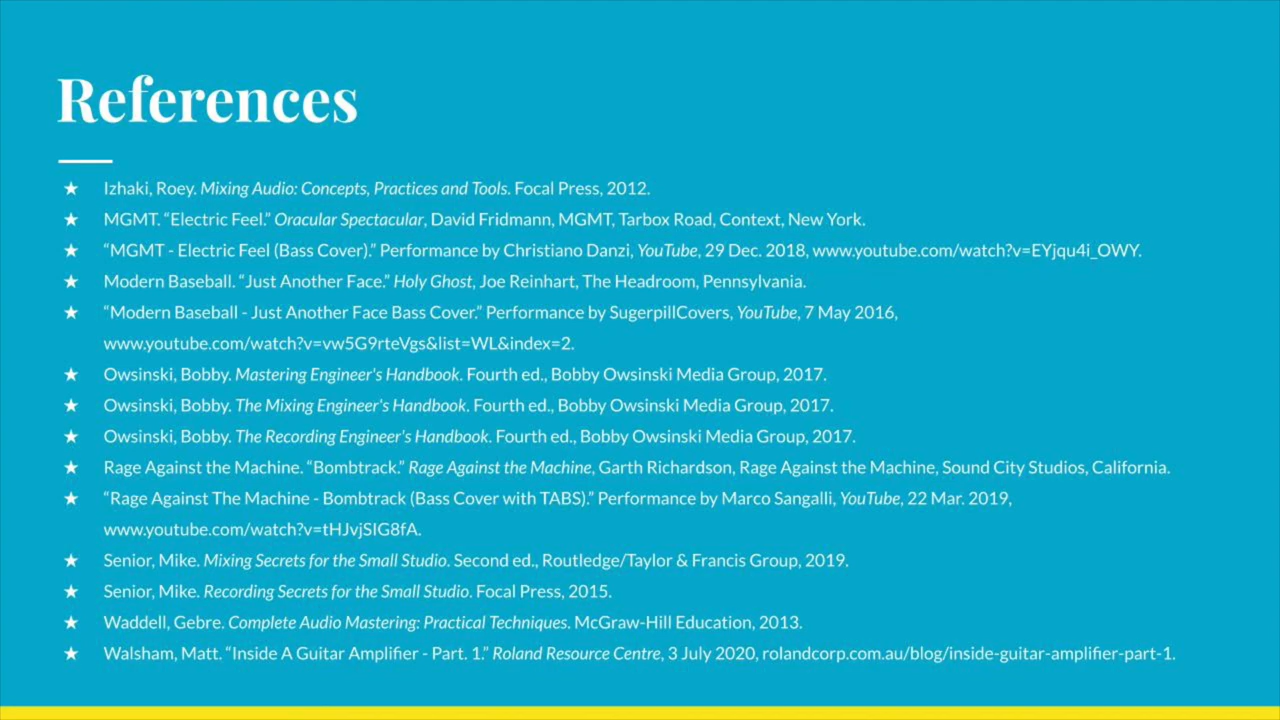 References
★ Izhaki, Roey. Mixing Audio: Concepts, Practices and Tools. Focal Press, 2012.
★ MGMT. “Electric Feel.” Oracular Spectacular, David Fridmann, MGMT, Tarbox Road, Context, New York.
★ “MGMT - Electric Feel (Bass Cover).” Performance by Christiano Danzi, YouTube, 29 Dec. 2018, www.youtube.com/watch?v=EYjqu4i_OWY.
★ Modern Baseball. “Just Another Face.” Holy Ghost, Joe Reinhart, The Headroom, Pennsylvania.
★ “Modern Baseball - Just Another Face Bass Cover.” Performance by SugerpillCovers, YouTube, 7 May 2016,
www.youtube.com/watch?v=vw5G9rteVgs&list=WL&index=2.
★ Owsinski, Bobby. Mastering Engineer's Handbook. Fourth ed., Bobby Owsinski Media Group, 2017.
★ Owsinski, Bobby. The Mixing Engineer's Handbook. Fourth ed., Bobby Owsinski Media Group, 2017.
★ Owsinski, Bobby. The Recording Engineer's Handbook. Fourth ed., Bobby Owsinski Media Group, 2017.
★ Rage Against the Machine. “Bombtrack.” Rage Against the Machine, Garth Richardson, Rage Against the Machine, Sound City Studios, California.
★ “Rage Against The Machine - Bombtrack (Bass Cover with TABS).” Performance by Marco Sangalli, YouTube, 22 Mar. 2019,
www.youtube.com/watch?v=tHJvjSIG8fA.
★ Senior, Mike. Mixing Secrets for the Small Studio. Second ed., Routledge/Taylor & Francis Group, 2019.
★ Senior, Mike. Recording Secrets for the Small Studio. Focal Press, 2015.
★ Waddell, Gebre. Complete Audio Mastering: Practical Techniques. McGraw-Hill Education, 2013.
★ Walsham, Matt. “Inside A Guitar Amplifier - Part. 1.” Roland Resource Centre, 3 July 2020, rolandcorp.com.au/blog/inside-guitar-amplifier-part-1.